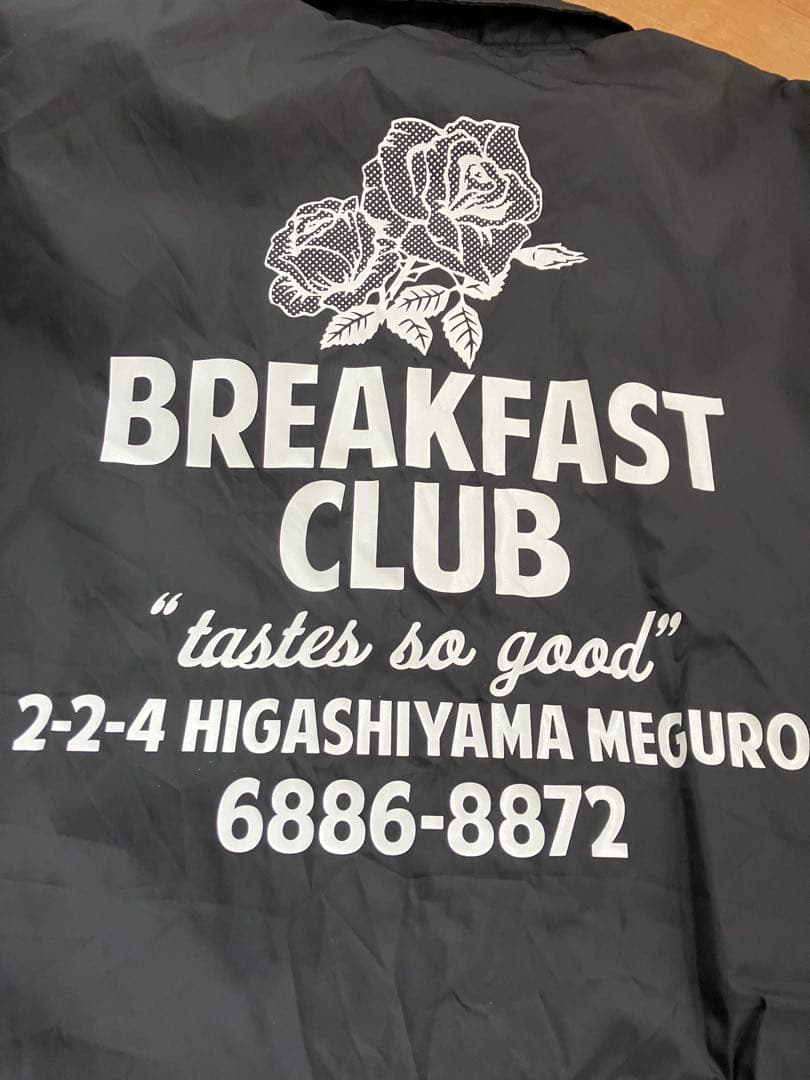 BREAKFAST
CLUB
“tastes so good”
2-2-4 HIGASHIYAMA MEGURO
6886-8872